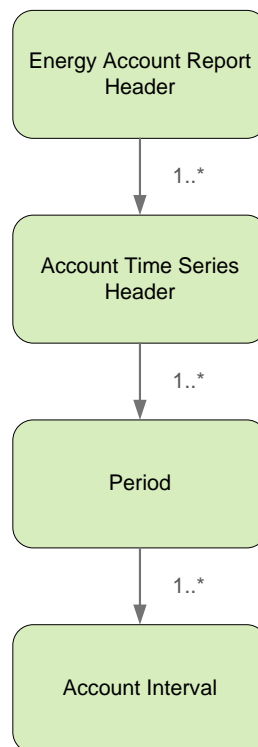 Energy Account Report
Header
1..*
Account Time Series
Header
1..*
Period
1..*
Account Interval